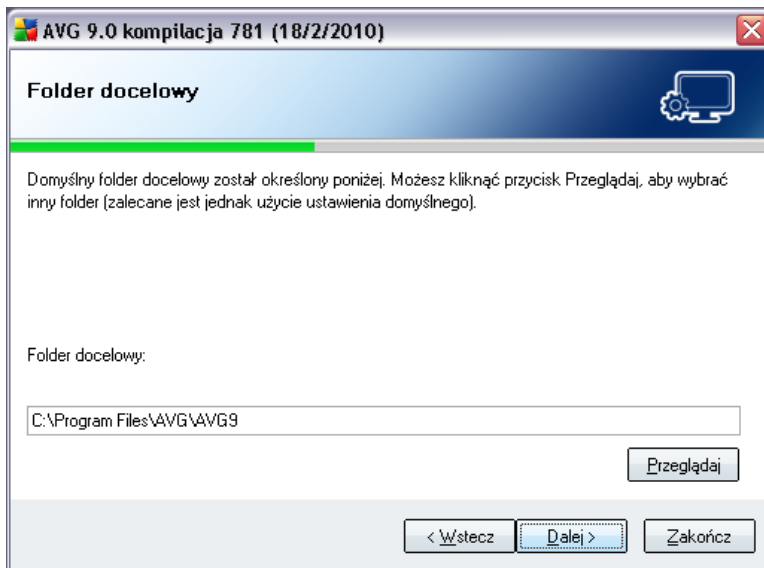 AVG 9.0 kompilacja 781 (18/2/2010)
Folder docelowy
Domyślny folder docelowy został określony poniżej. Możesz kliknąć przycisk Przeglądaj, aby wybrać
inny folder (zalecane jest jednak użycie ustawienia domyślnego).
Folder docelowy:
C:\Program Files\AVG\AVG9
Przeglądaj
< Wstecz Dalej > Zakończ